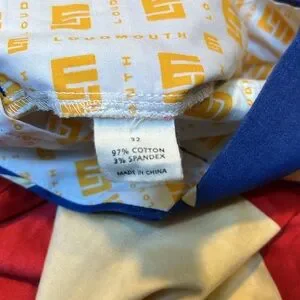 LOUDMOUTH
32
97% COTTON
3% SPANDEX
MADE IN CHINA